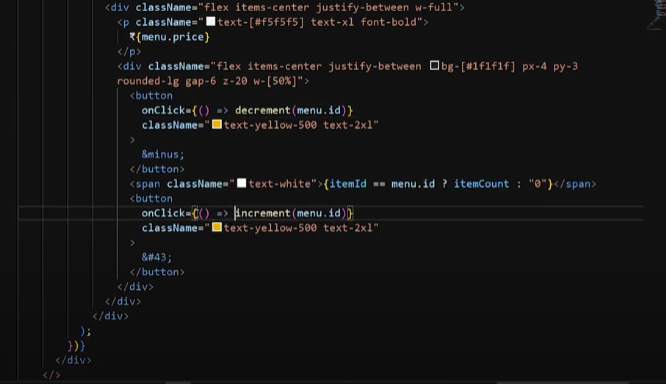 <div className="flex items-center justify-between w-full">
<p className="text-[#f5f5f5] text-xl font-bold">
₹{menu.price}
</p>
<div className="flex items-center justify-between bg-[#1f1f1f] px-4 py-3
rounded-lg gap-6 z-20 w-[50%]">
<button
onClick={() => decrement(menu.id)}
className="text-yellow-500 text-2xl"
>
&minus;
</button>
<span className="text-white">{itemId == menu.id ? itemCount : "0"}</span>
<button
onClick={() => increment(menu.id)}
className="text-yellow-500 text-2xl"
>
&#43;
</button>
</div>
</div>
</div>
);
})}
</div>
</>